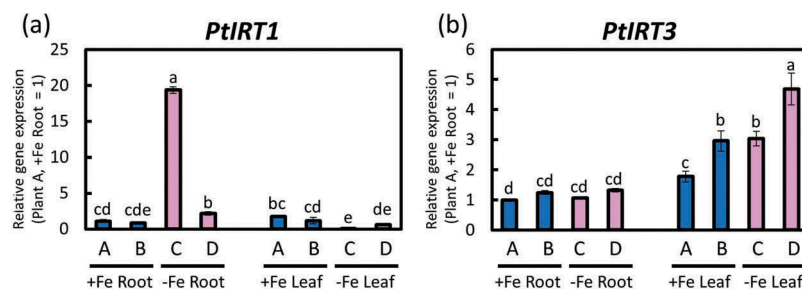 (a)
PtIRT1
Relative gene expression
(Plant A, +Fe Root = 1)
25
20
15
10
5
0
cd
cde
a
b
bc
cd
e
de
A B C D A B C D
+Fe Root -Fe Root +Fe Leaf -Fe Leaf
(b)
PtIRT3
Relative gene expression
(Plant A, +Fe Root = 1)
6
5
4
3
2
1
0
d
cd
cd
cd
c
b
b
a
A B C D A B C D
+Fe Root -Fe Root +Fe Leaf -Fe Leaf